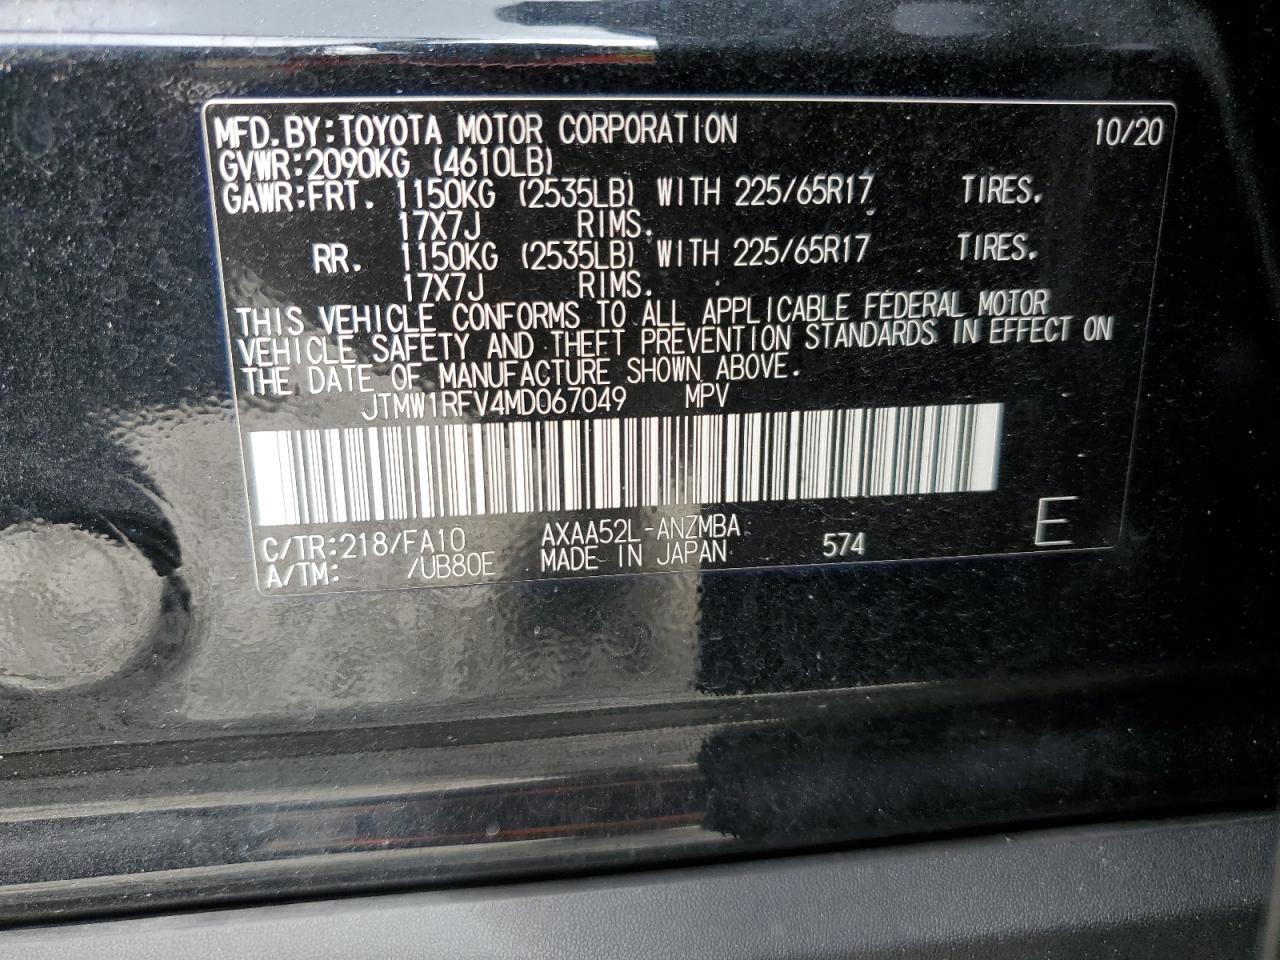 MFD.BY:TOYOTA MOTOR CORPORATION 10/20
GVWR:2090KG (4610LB)
GAWR:FRT. 1150KG (2535LB) WITH 225/65R17 TIRES.
17X7J RIMS.
RR. 1150KG (2535LB) WITH 225/65R17 TIRES.
17X7J RIMS.
THIS VEHICLE CONFORMS TO ALL APPLICABLE FEDERAL MOTOR
VEHICLE SAFETY AND THEFT PREVENTION STANDARDS IN EFFECT ON
THE DATE OF MANUFACTURE SHOWN ABOVE.
JTMW1RFV4MD067049 MPV
C/TR:218/FA10 AXAA52L-ANZMBA 574 E
A/TM: /UB80E MADE IN JAPAN